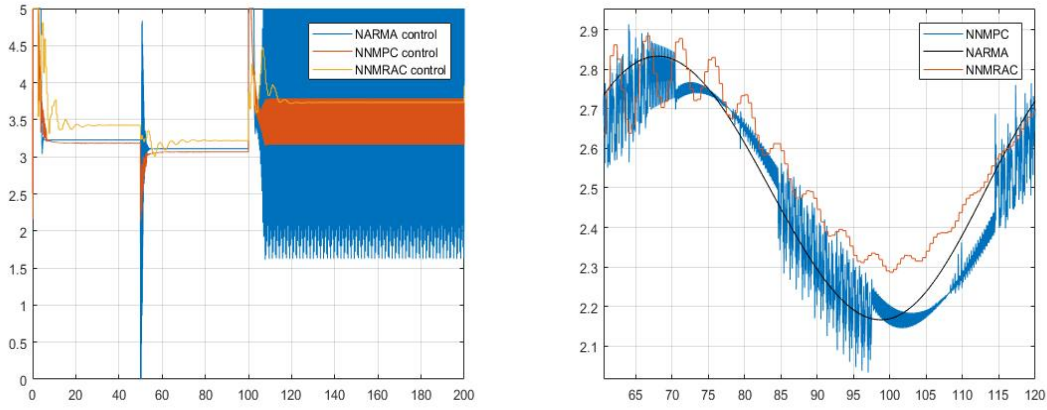 5
4.5
4
3.5
3
2.5
2
1.5
1
0.5
0
0 20 40 60 80 100 120 140 160 180 200
NARMA control
NNMPC control
NNMRAC control
2.9
2.8
2.7
2.6
2.5
2.4
2.3
2.2
2.1
65 70 75 80 85 90 95 100 105 110 115 120
NNMPC
NARMA
NNMRAC